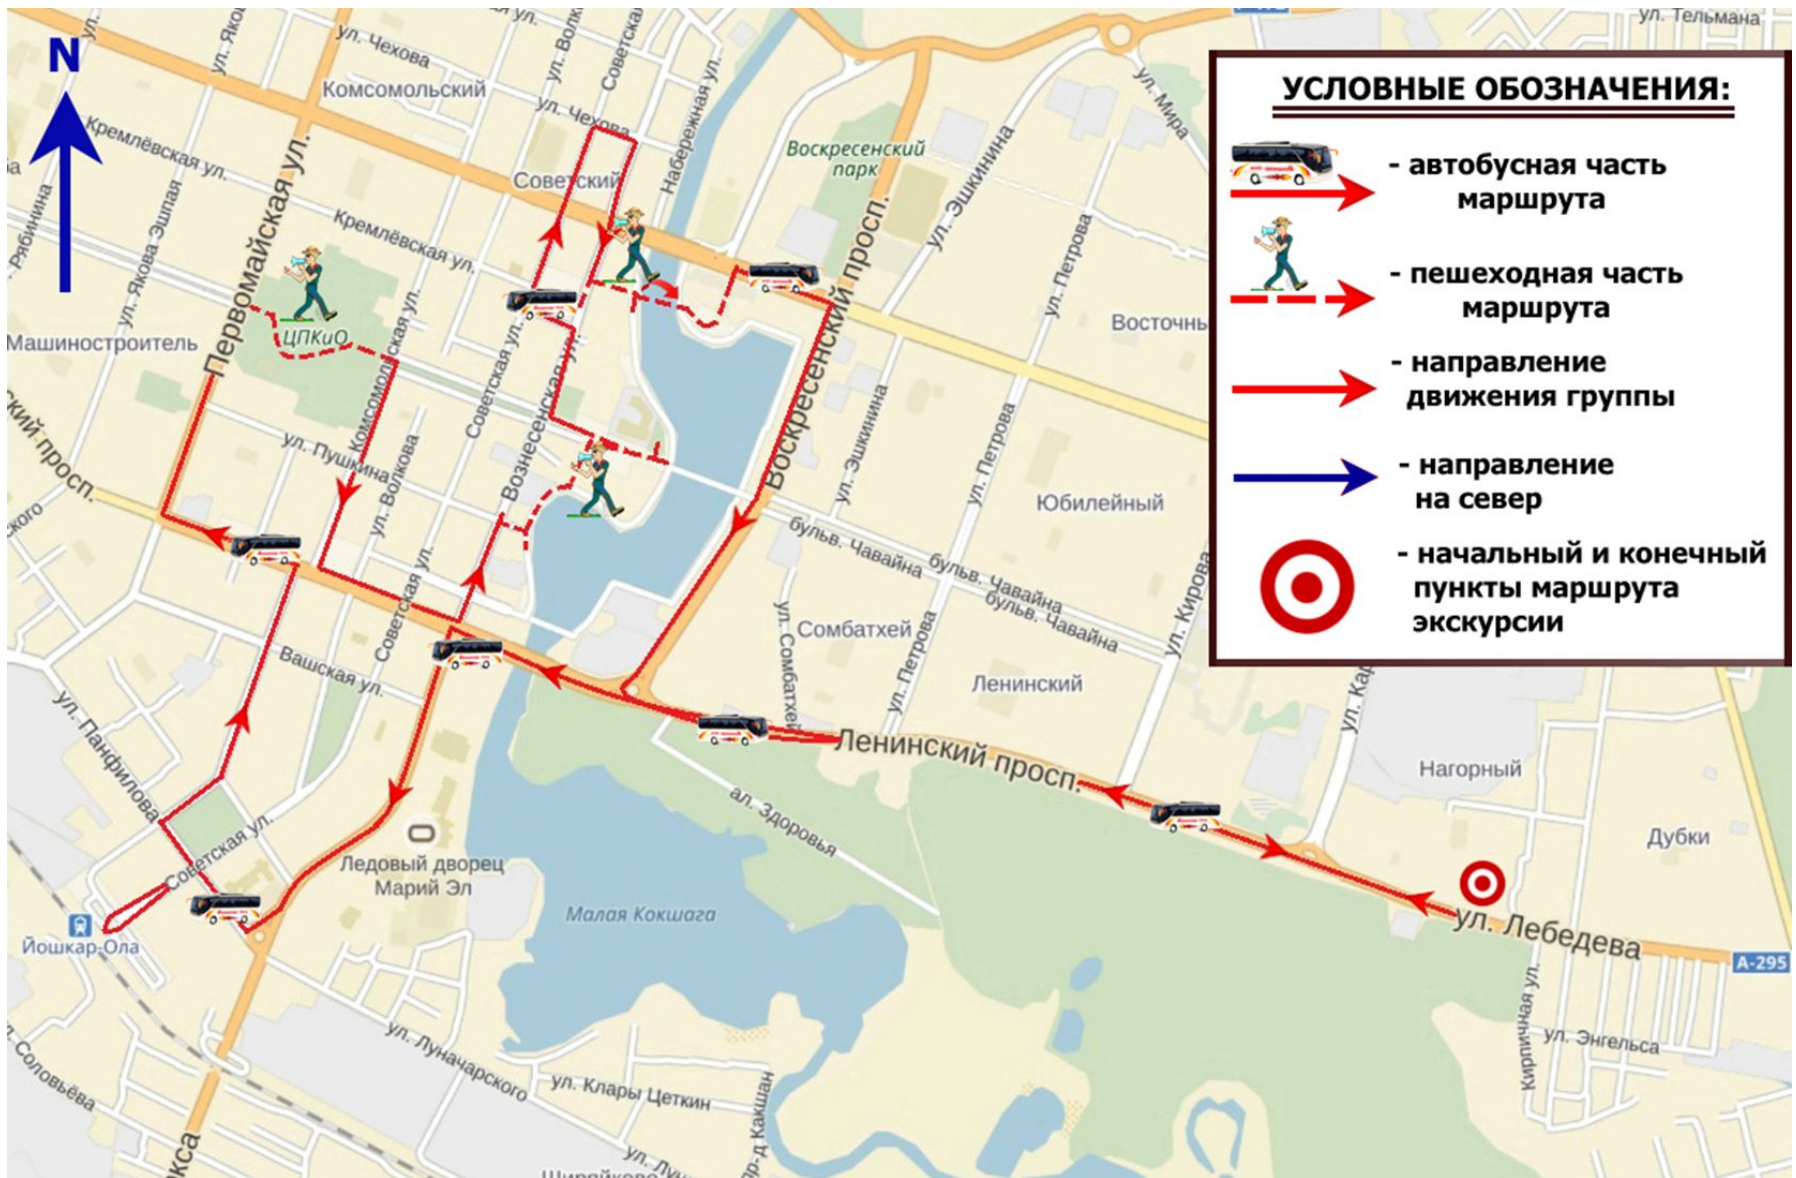 N
ул. Чехова
Комсомольский
Кремлёвская ул.
Первомайская ул.
ул. Чехова
Советский
Набережная ул.
Воскресенский
парк
ул. Мира
ул. Тельмана
Рябинина
ул. Якова Эшпая
Кремлёвская ул.
ул. Эшкинина
ул. Петрова
Машиностроитель
ЦПКиО
Комсомольская ул.
Советская ул.
Вознесенская ул.
Воскресенский просп.
ул. Пушкина
ул. Волкова
ул. Эшкинина
ул. Петрова
Юбилейный
бульв. Чавайна
бульв. Чавайна
бульв. Чавайна
Советская ул.
Вашская ул.
ул. Сомбатхей
Сомбатхей
ул. Петрова
ул. Кирова
Ленинский
Ленинский просп.
ул. Панфилова
Советская ул.
Ледовый дворец
Марий Эл
ал. Здоровья
Малая Кокшага
Нагорный
Дубки
ул. Лебедева
А-295
Йошкар-Ола
ул. Луначарского
ул. Клары Цеткин
Кирпичная ул.
ул. Энгельса
УСЛОВНЫЕ ОБОЗНАЧЕНИЯ:
- автобусная часть
маршрута
- пешеходная часть
маршрута
- направление
движения группы
- направление
на север
- начальный и конечный
пункты маршрута
экскурсии